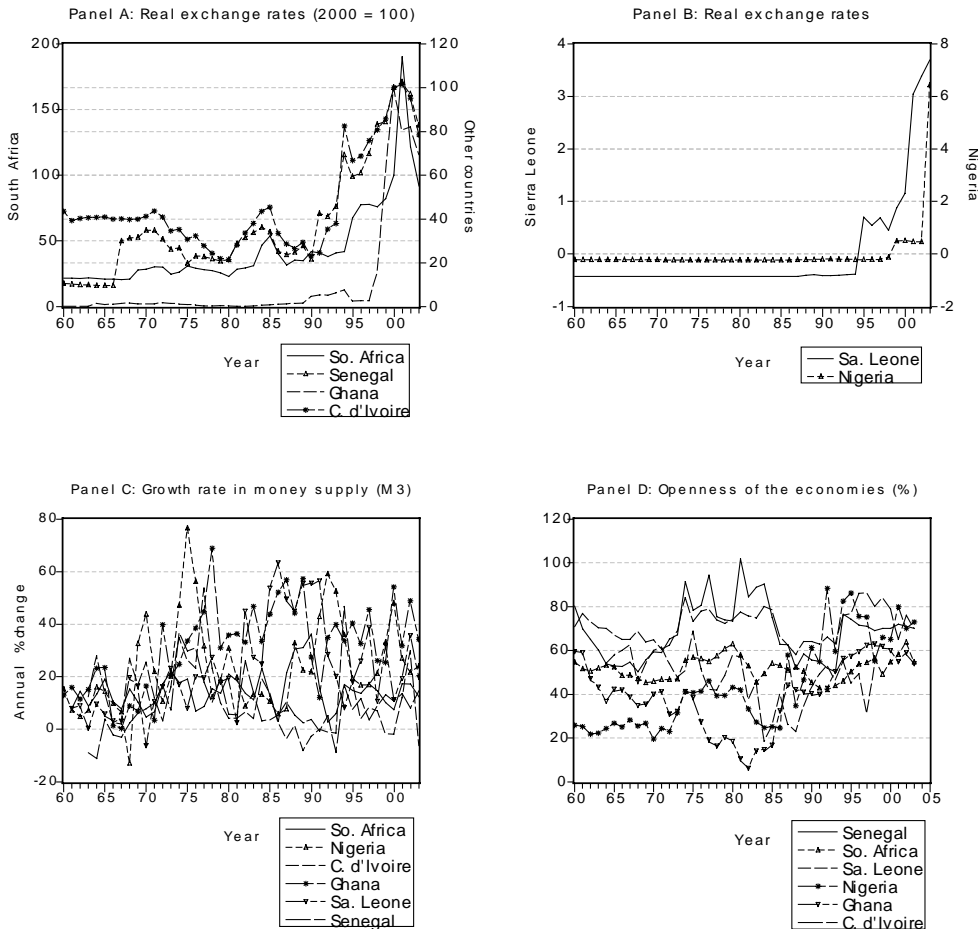 Panel A: Real exchange rates (2000 = 100)
200
150
100
50
0
120
100
80
60
40
20
0
South Africa
Other countries
60 65 70 75 80 85 90 95 00
Year
So. Africa
Senegal
Ghana
C. d'Ivoire
Panel B: Real exchange rates
4
3
2
1
0
-1
8
6
4
2
0
-2
Sierra Leone
Nigeria
60 65 70 75 80 85 90 95 00
Year
Sa. Leone
Nigeria
Panel C: Growth rate in money supply (M3)
80
60
40
20
0
-20
Annual %change
60 65 70 75 80 85 90 95 00
Year
So. Africa
Nigeria
C. d'Ivoire
Ghana
Sa. Leone
Senegal
Panel D: Openness of the economies (%)
120
100
80
60
40
20
0
60 65 70 75 80 85 90 95 00 05
Year
Senegal
So. Africa
Sa. Leone
Nigeria
Ghana
C. d'Ivoire